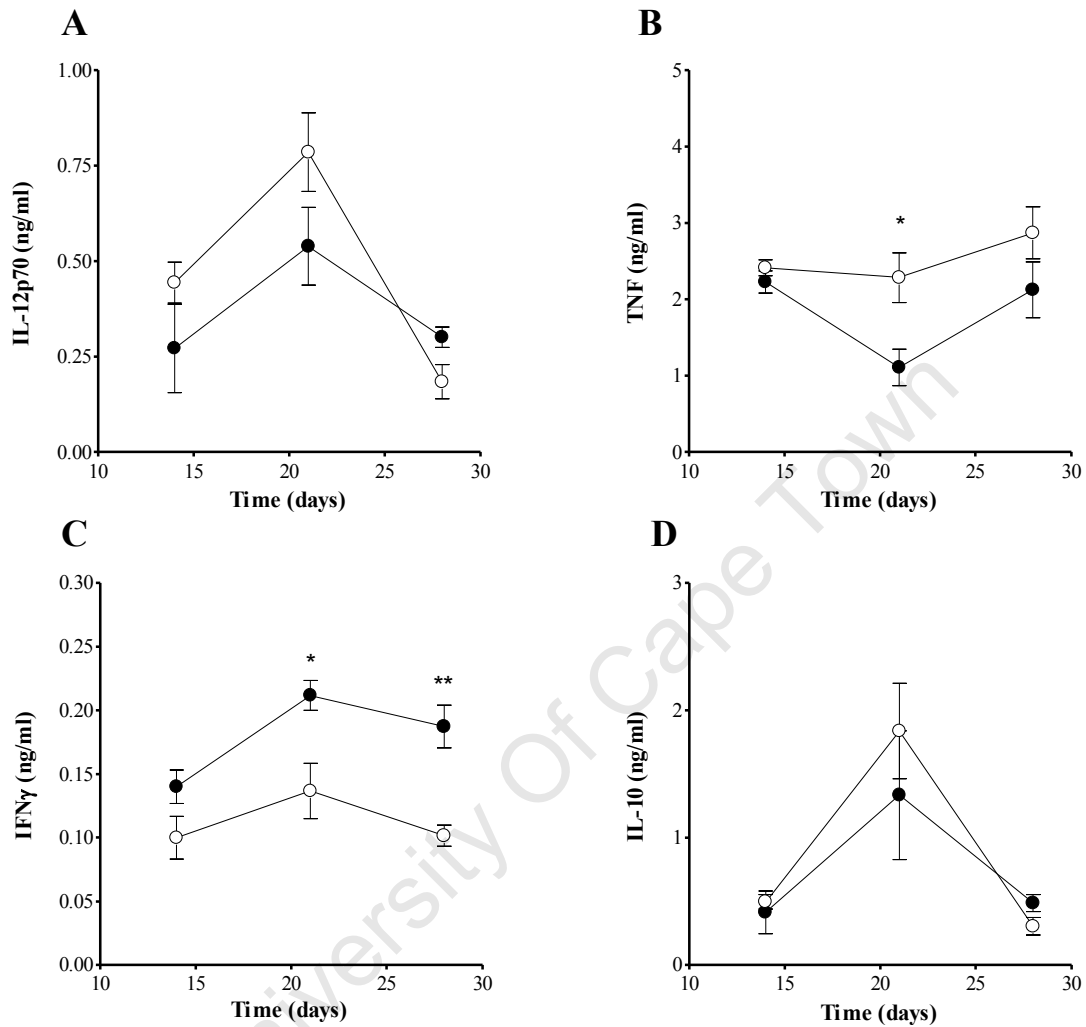 A
B
1.00
0.75
0.50
0.25
0.00
IL-12p70 (ng/ml)
10 15 20 25 30
Time (days)
5
4
3
2
1
0
TNF (ng/ml)
*
10 15 20 25 30
Time (days)
C
D
0.30
0.25
0.20
0.15
0.10
0.05
0.00
IFNγ (ng/ml)
*
**
10 15 20 25 30
Time (days)
3
2
1
0
IL-10 (ng/ml)
10 15 20 25 30
Time (days)
niversity Of Cape Town